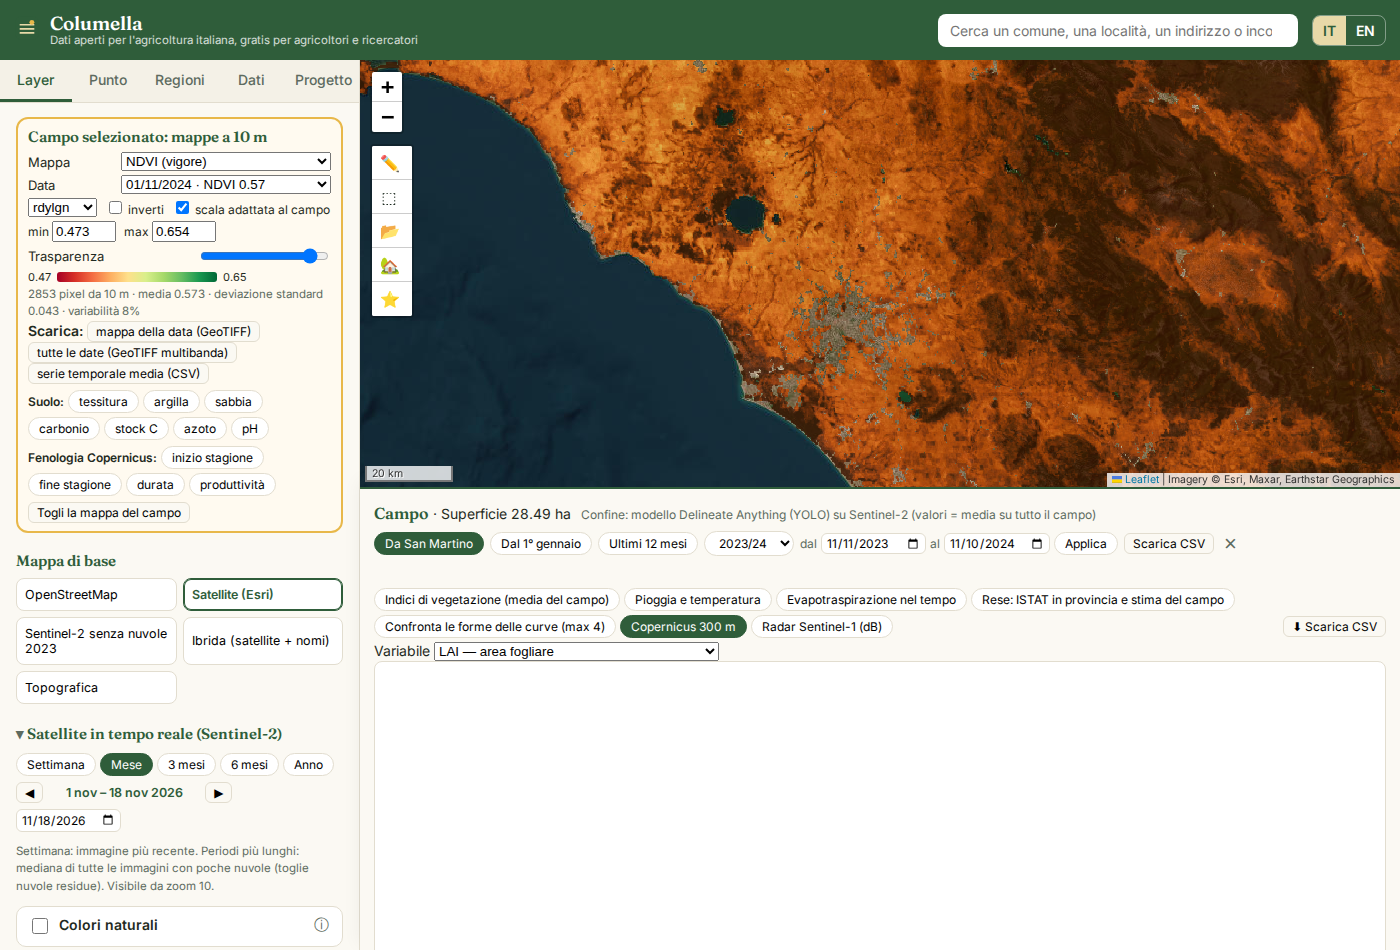 Columella
Dati aperti per l'agricoltura italiana, gratis per agricoltori e ricercatori
Cerca un comune, una località, un indirizzo o inco
IT EN
Layer Punto Regioni Dati Progetto
Campo selezionato: mappe a 10 m
Mappa NDVI (vigore)
Data 01/11/2024 · NDVI 0.57
rdylgn inverti scala adattata al campo
min 0.473 max 0.654
Trasparenza
0.47 0.65
2853 pixel da 10 m · media 0.573 · deviazione standard
0.043 · variabilità 8%
Scarica: mappa della data (GeoTIFF)
tutte le date (GeoTIFF multibanda)
serie temporale media (CSV)
Suolo: tessitura argilla sabbia
carbonio stock C azoto pH
Fenologia Copernicus: inizio stagione
fine stagione durata produttività
Togli la mappa del campo
Mappa di base
OpenStreetMap Satellite (Esri)
Sentinel-2 senza nuvole
2023
Ibrida (satellite + nomi)
Topografica
▾ Satellite in tempo reale (Sentinel-2)
Settimana Mese 3 mesi 6 mesi Anno
◀ 1 nov – 18 nov 2026 ▶
11/18/2026
Settimana: immagine più recente. Periodi più lunghi:
mediana di tutte le immagini con poche nuvole (toglie
nuvole residue). Visibile da zoom 10.
Colori naturali ⓘ
+
−
20 km
Leaflet | Imagery © Esri, Maxar, Earthstar Geographics
Campo · Superficie 28.49 ha Confine: modello Delineate Anything (YOLO) su Sentinel-2 (valori = media su tutto il campo)
Da San Martino Dal 1° gennaio Ultimi 12 mesi 2023/24 dal 11/11/2023 al 11/10/2024 Applica Scarica CSV ✕
Indici di vegetazione (media del campo) Pioggia e temperatura Evapotraspirazione nel tempo Rese: ISTAT in provincia e stima del campo
Confronta le forme delle curve (max 4) Copernicus 300 m Radar Sentinel-1 (dB) ⬇ Scarica CSV
Variabile LAI — area fogliare